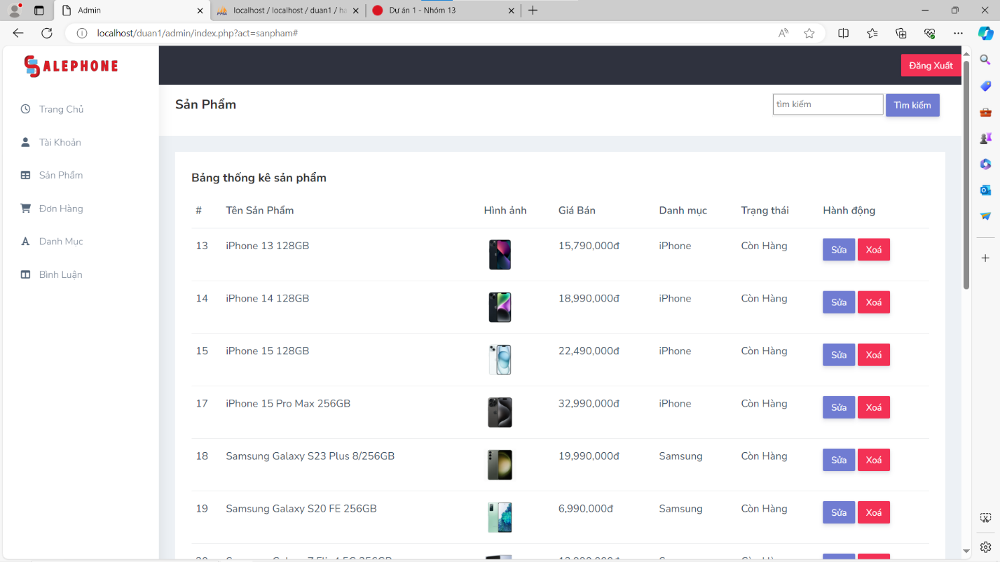 Admin
localhost / localhost / duan1 / ha
Dự án 1 - Nhóm 13
localhost/duan1/admin/index.php?act=sanpham#
SALEPHONE
Đăng Xuất
Trang Chủ
Tài Khoản
Sản Phẩm
Đơn Hàng
Danh Mục
Bình Luận
Sản Phẩm
tìm kiếm Tìm kiếm
Bảng thống kê sản phẩm
# Tên Sản Phẩm Hình ảnh Giá Bán Danh mục Trạng thái Hành động
13 iPhone 13 128GB 15,790,000đ iPhone Còn Hàng Sửa Xoá
14 iPhone 14 128GB 18,990,000đ iPhone Còn Hàng Sửa Xoá
15 iPhone 15 128GB 22,490,000đ iPhone Còn Hàng Sửa Xoá
17 iPhone 15 Pro Max 256GB 32,990,000đ iPhone Còn Hàng Sửa Xoá
18 Samsung Galaxy S23 Plus 8/256GB 19,990,000đ Samsung Còn Hàng Sửa Xoá
19 Samsung Galaxy S20 FE 256GB 6,990,000đ Samsung Còn Hàng Sửa Xoá